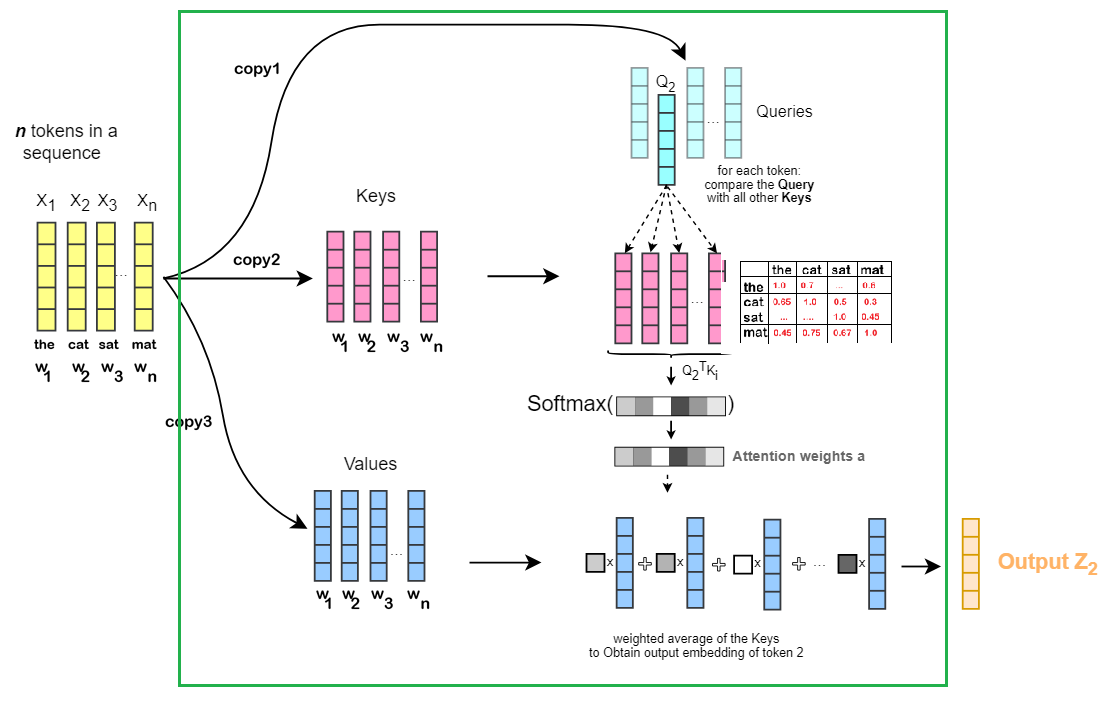 copy1
Q2
Queries
...
n tokens in a
sequence
for each token:
compare the Query
with all other Keys
X1 X2 X3 Xn
Keys
...
copy2
...
the cat sat mat
w1 w2 w3 wn
w1 w2 w3 wn
...
the cat sat mat
the 1.0 0.7 ... 0.6
cat 0.65 1.0 0.5 0.3
sat ... .... 1.0 0.45
mat 0.45 0.75 0.67 1.0
Q2ᵀKi
Softmax( )
copy3
Attention weights a
Values
...
w1 w2 w3 wn
x + x + x + ... x
Output Z2
weighted average of the Keys
to Obtain output embedding of token 2